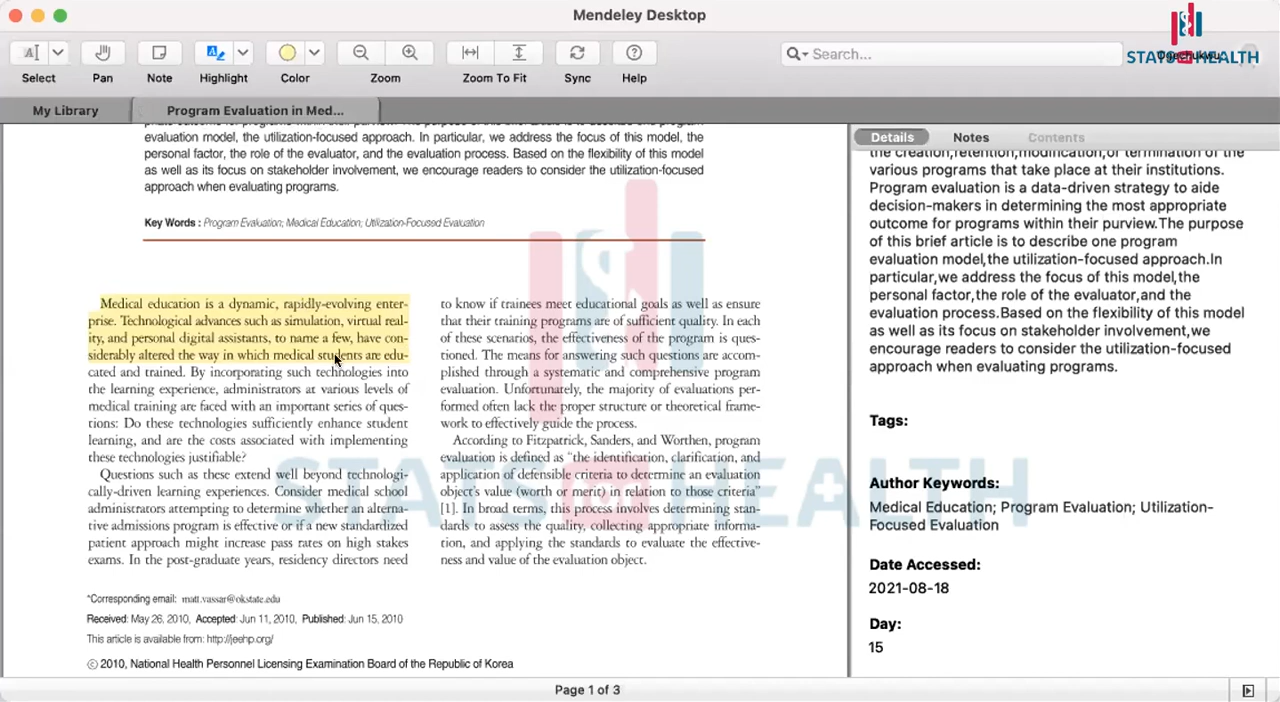 Mendeley Desktop
STATS HEALTH
Search...
Select
Pan
Note
Highlight
Color
Zoom
Zoom To Fit
Sync
Help
My Library
Program Evaluation in Med...
evaluation model, the utilization-focused approach. In particular, we address the focus of this model, the
personal factor, the role of the evaluator, and the evaluation process. Based on the flexibility of this model
as well as its focus on stakeholder involvement, we encourage readers to consider the utilization-focused
approach when evaluating programs.
Key Words : Program Evaluation; Medical Education; Utilization-Focused Evaluation
Medical education is a dynamic, rapidly-evolving enter-
prise. Technological advances such as simulation, virtual real-
ity, and personal digital assistants, to name a few, have con-
siderably altered the way in which medical students are edu-
cated and trained. By incorporating such technologies into
the learning experience, administrators at various levels of
medical training are faced with an important series of ques-
tions: Do these technologies sufficiently enhance student
learning, and are the costs associated with implementing
these technologies justifiable?
Questions such as these extend well beyond technologi-
cally-driven learning experiences. Consider medical school
administrators attempting to determine whether an alterna-
tive admissions program is effective or if a new standardized
patient approach might increase pass rates on high stakes
exams. In the post-graduate years, residency directors need
to know if trainees meet educational goals as well as ensure
that their training programs are of sufficient quality. In each
of these scenarios, the effectiveness of the program is ques-
tioned. The means for answering such questions are accom-
plished through a systematic and comprehensive program
evaluation. Unfortunately, the majority of evaluations per-
formed often lack the proper structure or theoretical frame-
work to effectively guide the process.
According to Fitzpatrick, Sanders, and Worthen, program
evaluation is defined as “the identification, clarification, and
application of defensible criteria to determine an evaluation
object’s value (worth or merit) in relation to those criteria”
[1]. In broad terms, this process involves determining stan-
dards to assess the quality, collecting appropriate informa-
tion, and applying the standards to evaluate the effective-
ness and value of the evaluation object.
*Corresponding email: matt.vassar@okstate.edu
Received: May 26, 2010, Accepted: Jun 11, 2010, Published: Jun 15, 2010
This article is available from: http://jeehp.org/
© 2010, National Health Personnel Licensing Examination Board of the Republic of Korea
STATS HEALTH
Details
Notes
Contents
the creation,retention,modification,or termination of the
various programs that take place at their institutions.
Program evaluation is a data-driven strategy to aide
decision-makers in determining the most appropriate
outcome for programs within their purview.The purpose
of this brief article is to describe one program
evaluation model,the utilization-focused approach.In
particular,we address the focus of this model,the
personal factor,the role of the evaluator,and the
evaluation process.Based on the flexibility of this model
as well as its focus on stakeholder involvement,we
encourage readers to consider the utilization-focused
approach when evaluating programs.
Tags:
Author Keywords:
Medical Education; Program Evaluation; Utilization-
Focused Evaluation
Date Accessed:
2021-08-18
Day:
15
Page 1 of 3